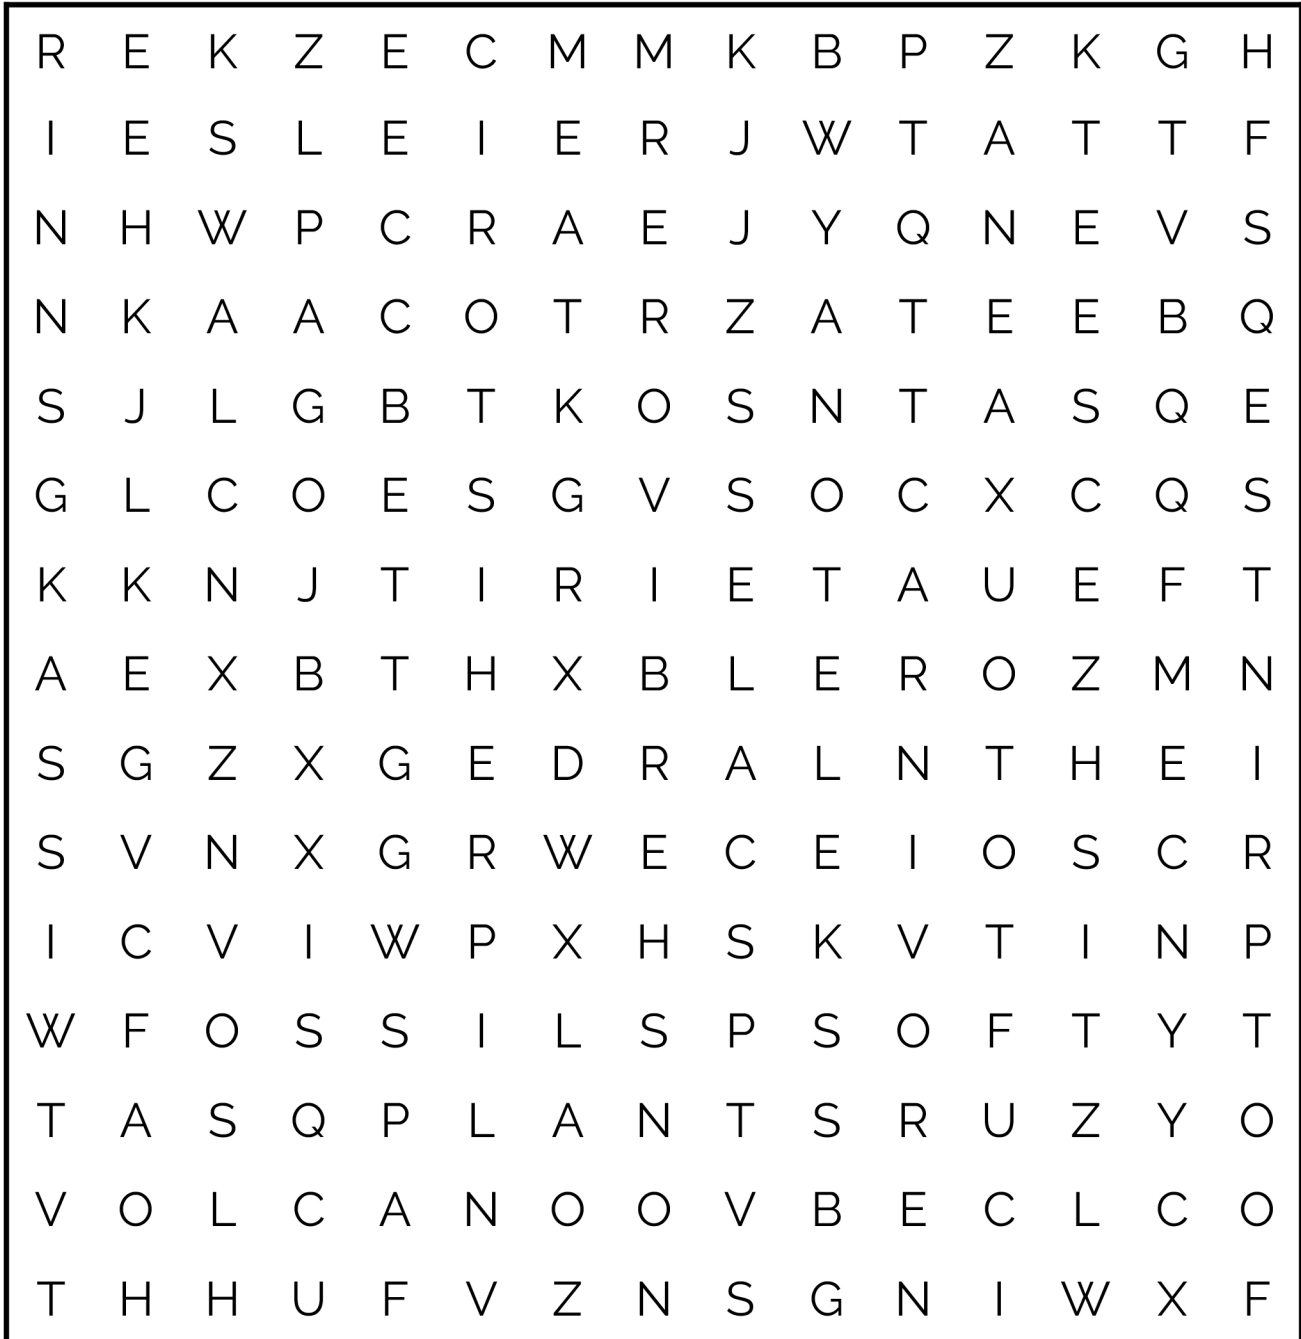 R E K Z E C M M K B P Z K G H
I E S L E I E R J W T A T T F
N H W P C R A E J Y Q N E V S
N K A A C O T R Z A T E E B Q
S J L G B T K O S N T A S Q E
G L C O E S G V S O C X C Q S
K K N J T I R I E T A U E F T
A E X B T H X B L E R O Z M N
S G Z X G E D R A L N T H E I
S V N X G R W E C E I O S C R
I C V I W P X H S K V T I N P
W F O S S I L S P S O F T Y T
T A S Q P L A N T S R U Z Y O
V O L C A N O O V B E C L C O
T H H U F V Z N S G N I W X F